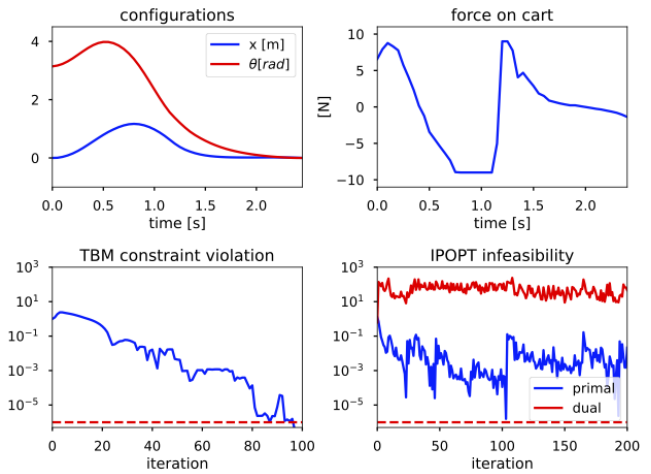 configurations
4
2
0
x [m]
θ[rad]
0.0 0.5 1.0 1.5 2.0
time [s]
force on cart
[N]
10
5
0
−5
−10
0.0 0.5 1.0 1.5 2.0
time [s]
TBM constraint violation
10³
10¹
10⁻¹
10⁻³
10⁻⁵
0 20 40 60 80 100
iteration
IPOPT infeasibility
10³
10¹
10⁻¹
10⁻³
10⁻⁵
primal
dual
0 50 100 150 200
iteration